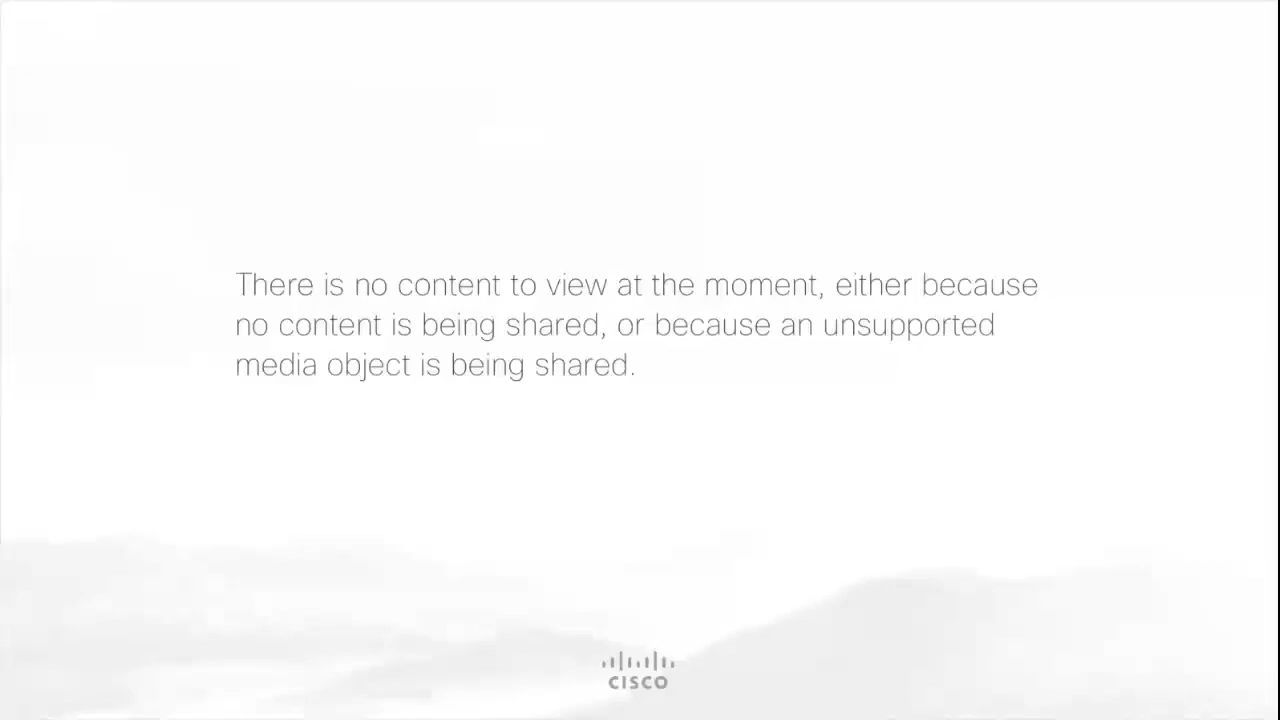 There is no content to view at the moment, either because
no content is being shared, or because an unsupported
media object is being shared.
CISCO